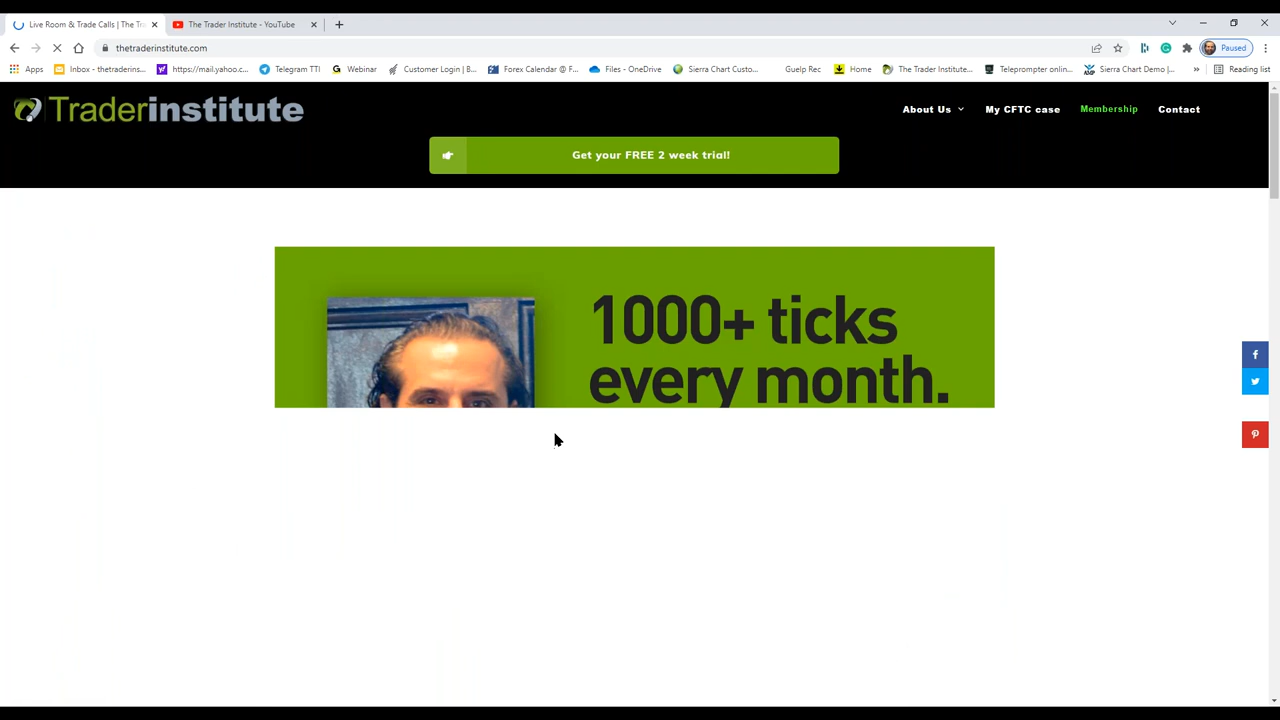 Live Room & Trade Calls | The Tra
The Trader Institute - YouTube
thetraderinstitute.com
Paused
Apps
Inbox - thetraderins...
https://mail.yahoo.c...
Telegram TTI
Webinar
Customer Login | B...
Forex Calendar @ F...
Files - OneDrive
Sierra Chart Custo...
Guelp Rec
Home
The Trader Institute...
Teleprompter onlin...
Sierra Chart Demo |...
Reading list
Traderinstitute
About Us
My CFTC case
Membership
Contact
Get your FREE 2 week trial!
1000+ ticks
every month.